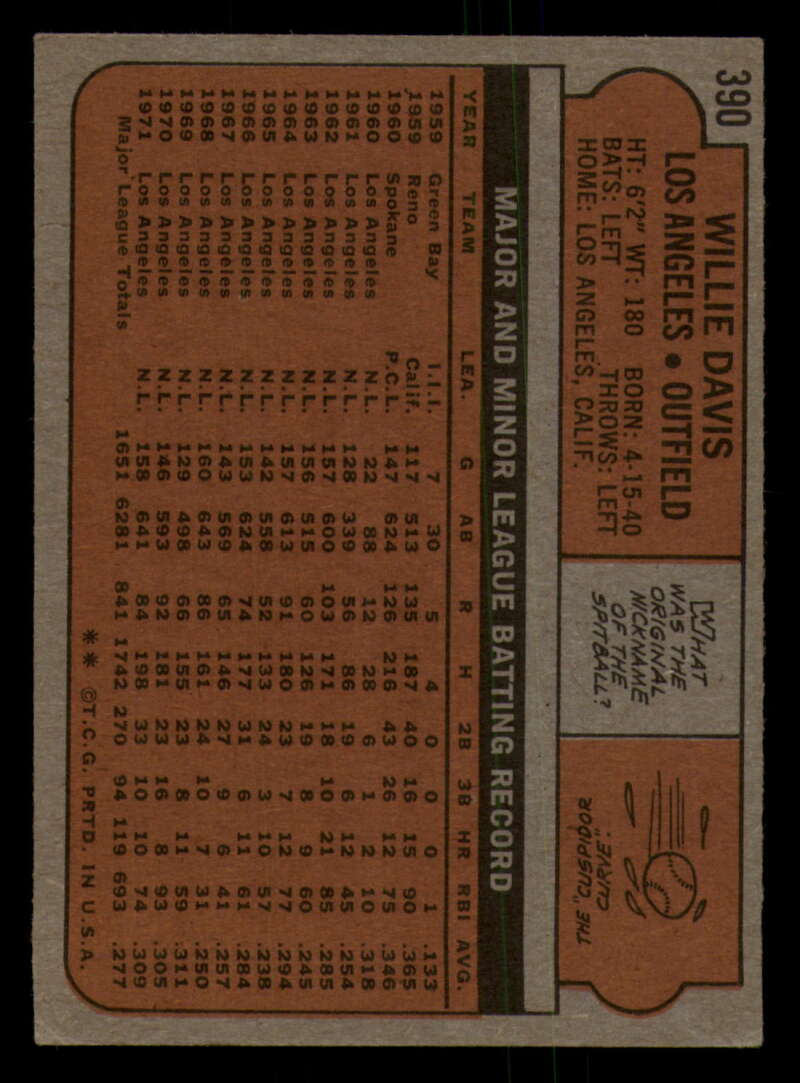 390
WILLIE DAVIS
LOS ANGELES • OUTFIELD
HT: 6'2" WT: 180 BORN: 4-15-40
BATS: LEFT THROWS: LEFT
HOME: LOS ANGELES, CALIF.
WHAT
WAS THE
ORIGINAL
NICKNAME
OF THE
SPITBALL?
THE "CUSPIDOR
CURVE".
MAJOR AND MINOR LEAGUE BATTING RECORD
YEAR TEAM LEA. G AB R H 2B 3B HR RBI AVG.
1959 Green Bay I.I.I. 7 30 5 4 0 0 0 1 .133
1959 Reno Calif. 117 513 135 187 40 16 15 90 .365
1960 Spokane P.C.L. 147 624 126 216 43 26 12 75 .346
1960 Los Angeles N.L. 22 88 12 28 6 1 2 10 .318
1961 Los Angeles N.L. 128 339 56 86 19 6 12 45 .254
1962 Los Angeles N.L. 157 600 103 171 18 10 21 85 .285
1963 Los Angeles N.L. 156 515 60 126 19 8 9 60 .245
1964 Los Angeles N.L. 157 613 91 180 23 7 12 77 .294
1965 Los Angeles N.L. 142 558 52 133 24 3 10 57 .238
1966 Los Angeles N.L. 153 624 74 177 31 6 11 61 .284
1967 Los Angeles N.L. 143 569 65 146 27 9 6 41 .257
1968 Los Angeles N.L. 160 643 86 161 24 10 7 31 .250
1969 Los Angeles N.L. 129 498 66 155 23 8 11 59 .311
1970 Los Angeles N.L. 146 593 92 181 23 16 8 93 .305
1971 Los Angeles N.L. 158 641 84 198 33 10 10 74 .309
Major League Totals 1651 6281 841 1742 270 94 119 693 .277
** ©T.C.G. PRTD. IN U.S.A.